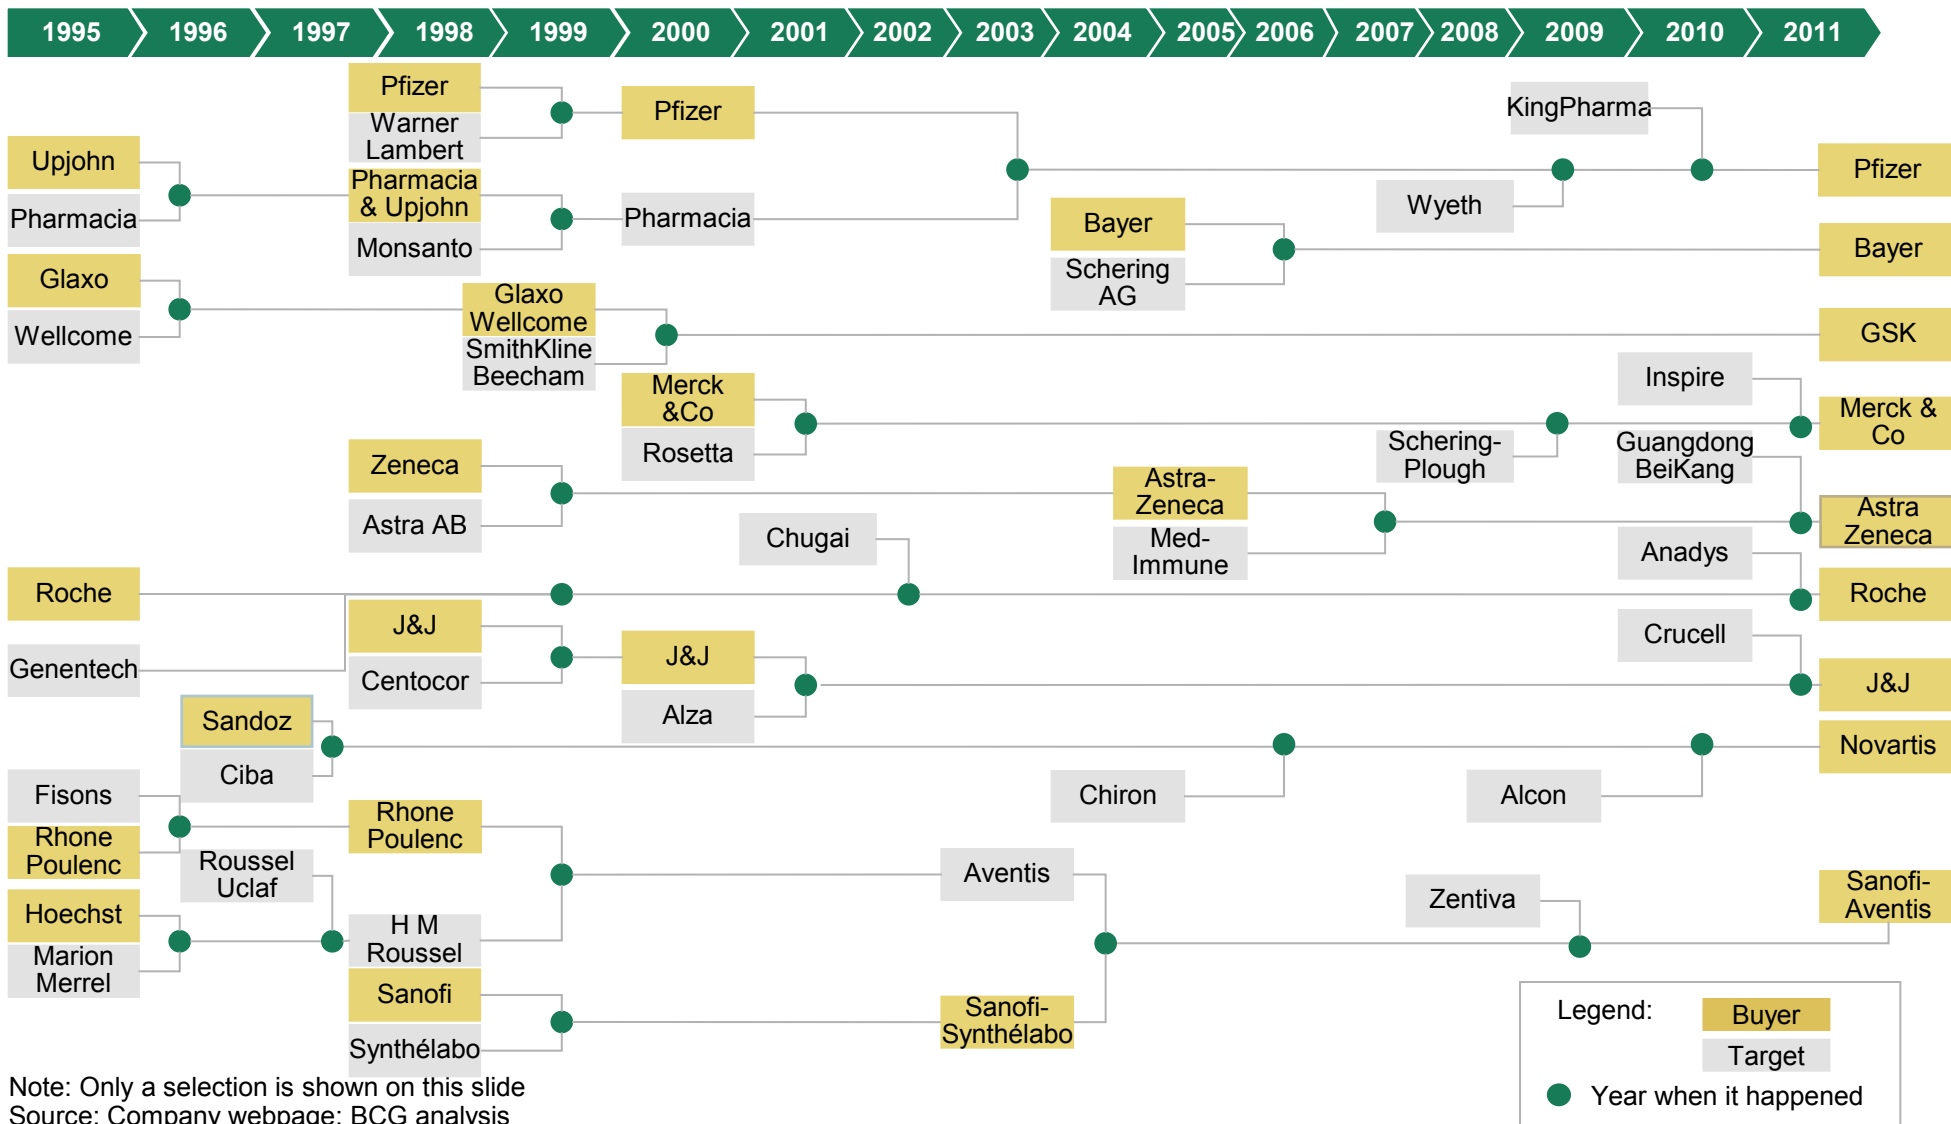 1995 1996 1997 1998 1999 2000 2001 2002 2003 2004 2005 2006 2007 2008 2009 2010 2011
Pfizer
Warner
Lambert
Pfizer
KingPharma
Upjohn
Pharmacia
Pharmacia
& Upjohn
Monsanto
Pharmacia
Wyeth
Pfizer
Bayer
Schering
AG
Bayer
Glaxo
Wellcome
Glaxo
Wellcome
SmithKline
Beecham
GSK
Merck
&Co
Rosetta
Schering-
Plough
Inspire
Merck &
Co
Guangdong
BeiKang
Zeneca
Astra AB
Astra-
Zeneca
Med-
Immune
Astra
Zeneca
Chugai
Anadys
Roche
Genentech
Roche
J&J
Centocor
J&J
Alza
Crucell
J&J
Sandoz
Ciba
Chiron
Alcon
Novartis
Fisons
Rhone
Poulenc
Rhone
Poulenc
Roussel
Uclaf
Hoechst
Marion
Merrel
H M
Roussel
Aventis
Zentiva
Sanofi-
Aventis
Sanofi
Synthélabo
Sanofi-
Synthélabo
Legend:
Buyer
Target
Year when it happened
Note: Only a selection is shown on this slide
Source: Company webpage; BCG analysis